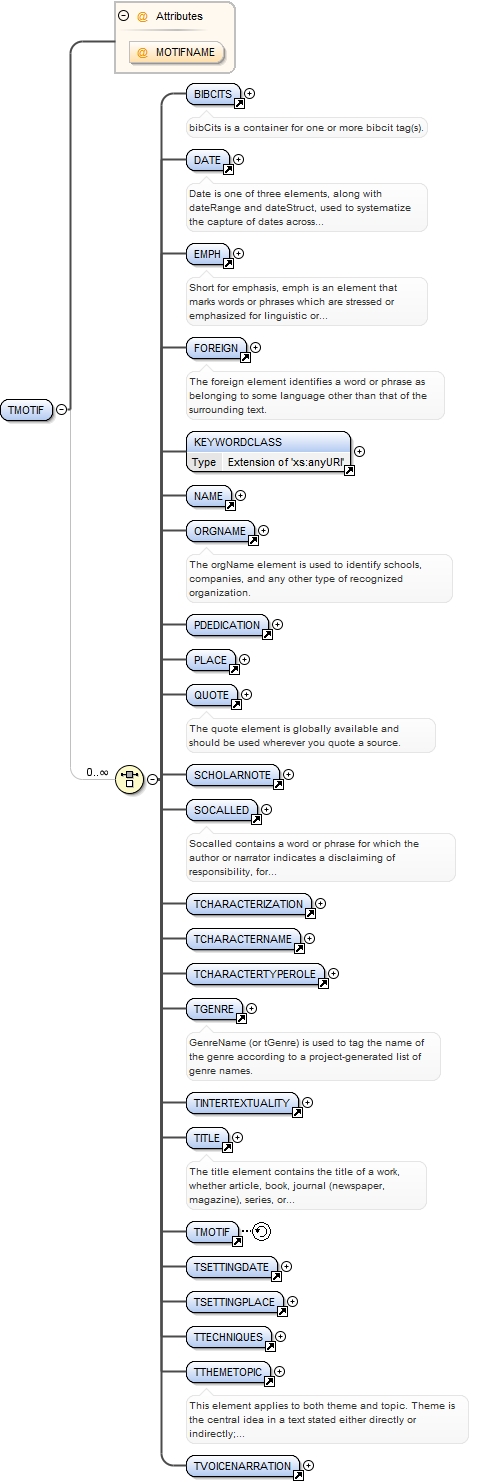 Attributes
@ MOTIFNAME
BIBCITS
bibCits is a container for one or more bibcit tag(s).
DATE
Date is one of three elements, along with
dateRange and dateStruct, used to systematize
the capture of dates across...
EMPH
Short for emphasis, emph is an element that
marks words or phrases which are stressed or
emphasized for linguistic or...
FOREIGN
The foreign element identifies a word or phrase as
belonging to some language other than that of the
surrounding text.
TMOTIF
KEYWORDCLASS
Type Extension of 'xs:anyURI'
NAME
ORGNAME
The orgName element is used to identify schools,
companies, and any other type of recognized
organization.
PDEDICATION
PLACE
QUOTE
The quote element is globally available and
should be used wherever you quote a source.
0..∞
SCHOLARNOTE
SOCALLED
Socalled contains a word or phrase for which the
author or narrator indicates a disclaiming of
responsibility, for...
TCHARACTERIZATION
TCHARACTERNAME
TCHARACTERTYPEROLE
TGENRE
GenreName (or tGenre) is used to tag the name of
the genre according to a project-generated list of
genre names.
TINTERTEXTUALITY
TITLE
The title element contains the title of a work,
whether article, book, journal (newspaper,
magazine), series, or...
TMOTIF
TSETTINGDATE
TSETTINGPLACE
TTECHNIQUES
TTHEMETOPIC
This element applies to both theme and topic. Theme is
the central idea in a text stated either directly or
indirectly;...
TVOICENARRATION